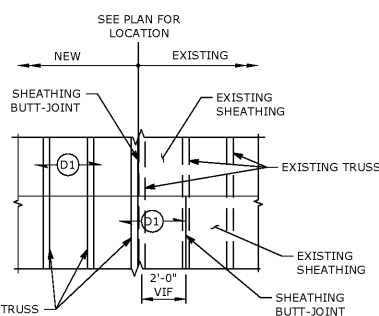 SEE PLAN FOR
LOCATION
NEW
EXISTING
SHEATHING
BUTT-JOINT
EXISTING
SHEATHING
D1
EXISTING TRUSS
D1
EXISTING
SHEATHING
2'-0"
VIF
SHEATHING
BUTT-JOINT
TRUSS